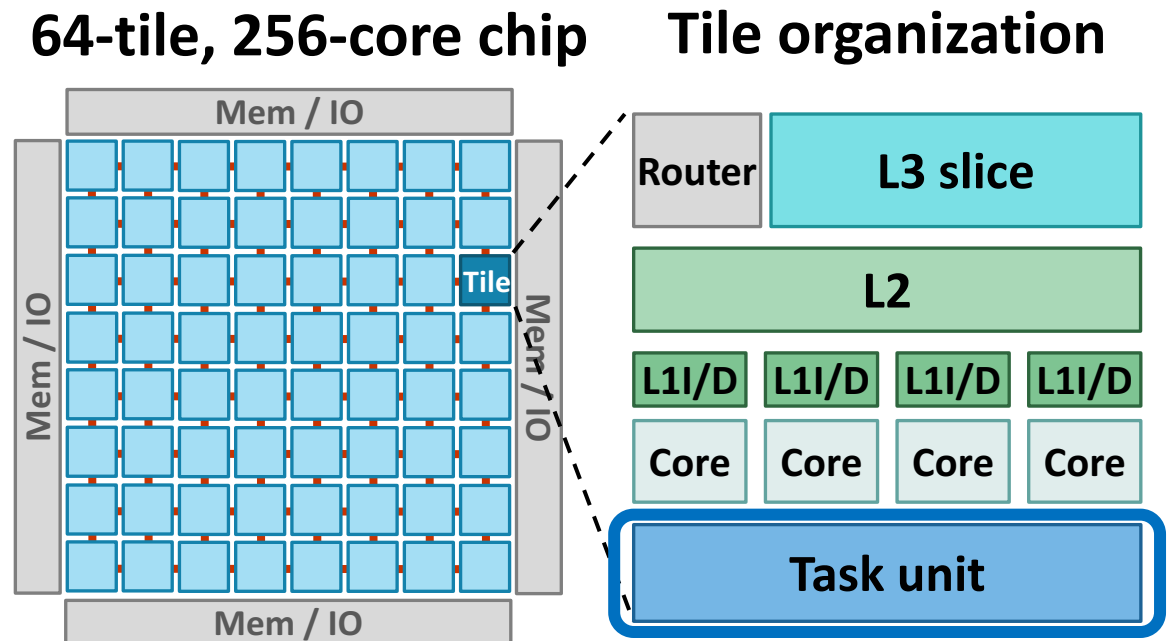 64-tile, 256-core chip
Mem / IO
Mem / IO
Tile
Mem / IO
Mem / IO
Tile organization
Router
L3 slice
L2
L1I/D L1I/D L1I/D L1I/D
Core Core Core Core
Task unit